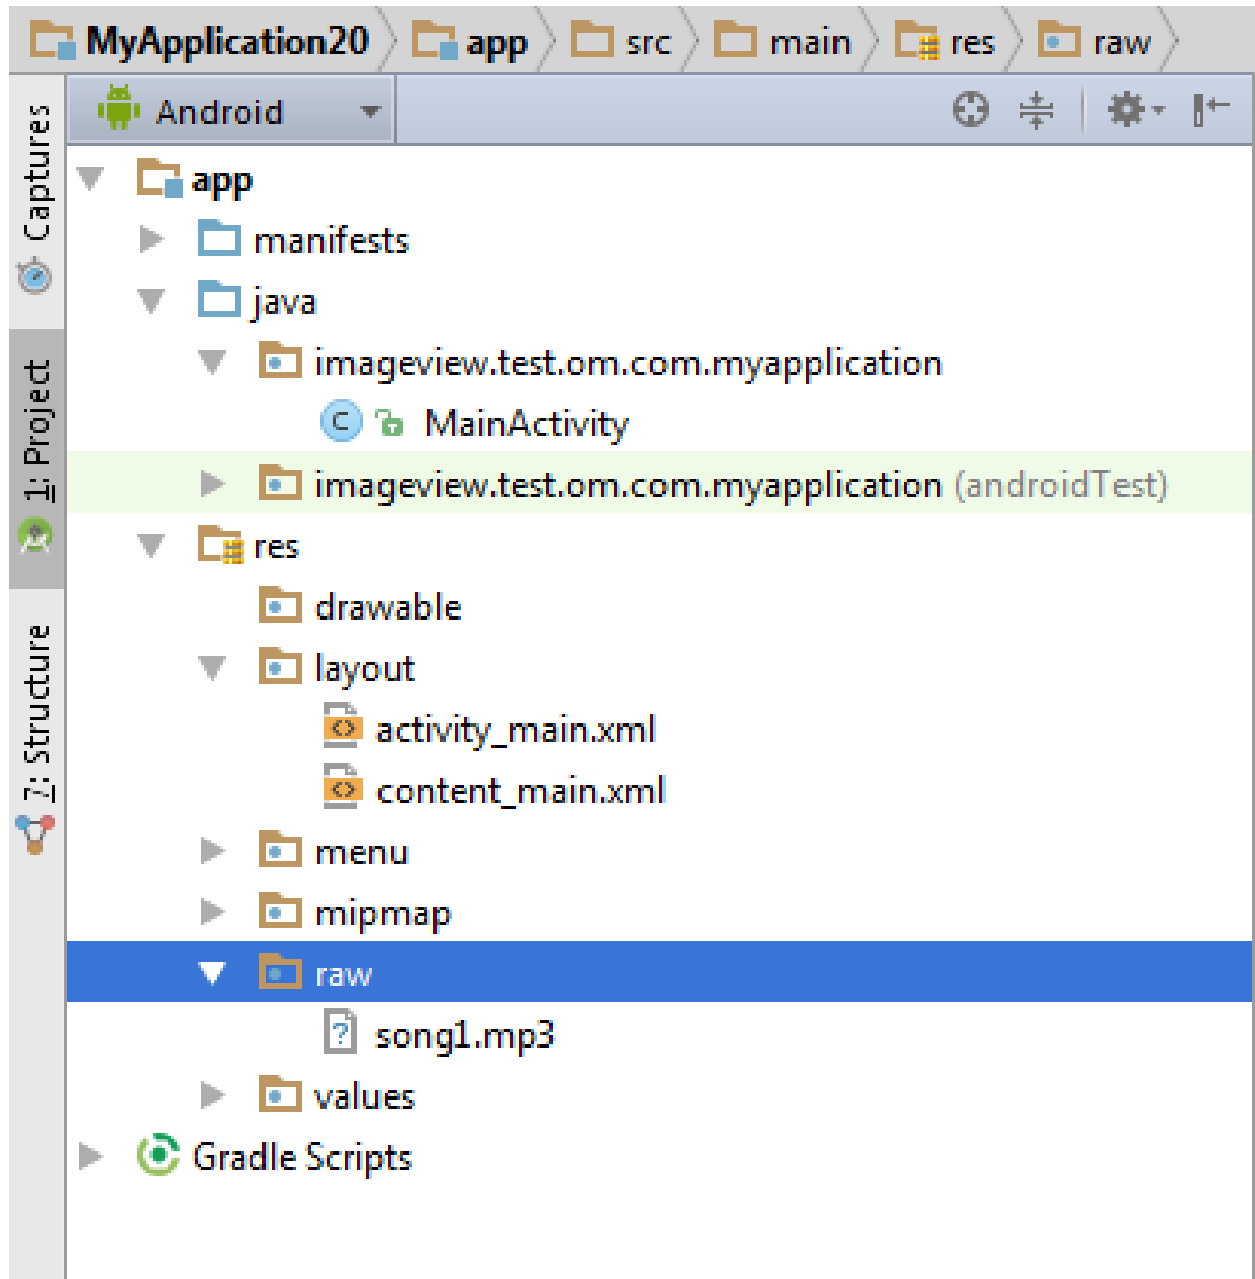 MyApplication20 app src main res raw
Android
Captures
1: Project
7: Structure
app
manifests
java
imageview.test.om.com.myapplication
C MainActivity
imageview.test.om.com.myapplication (androidTest)
res
drawable
layout
activity_main.xml
content_main.xml
menu
mipmap
raw
song1.mp3
values
Gradle Scripts